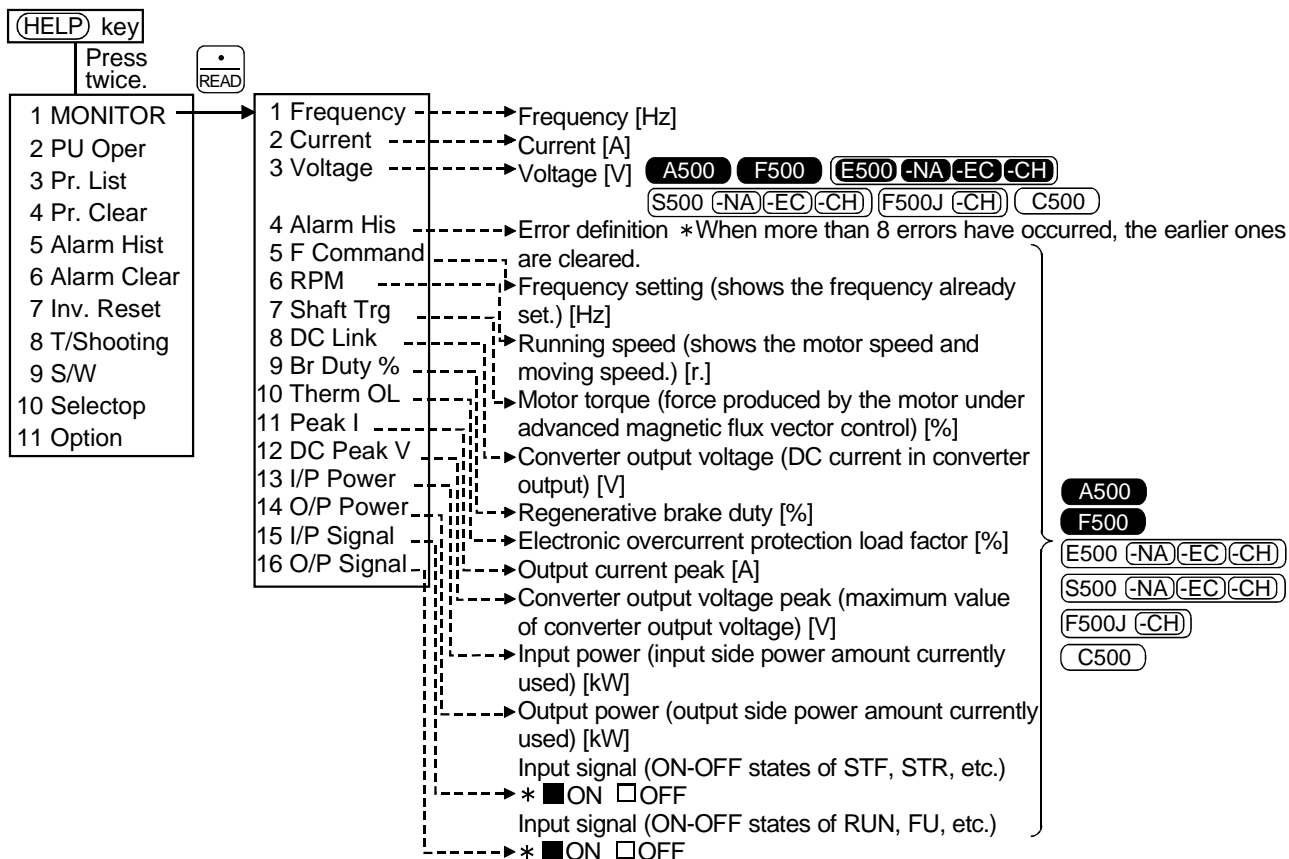 HELP key
Press
twice.
READ
1 MONITOR
2 PU Oper
3 Pr. List
4 Pr. Clear
5 Alarm Hist
6 Alarm Clear
7 Inv. Reset
8 T/Shooting
9 S/W
10 Selectop
11 Option
1 Frequency
2 Current
3 Voltage
4 Alarm His
5 F Command
6 RPM
7 Shaft Trg
8 DC Link
9 Br Duty %
10 Therm OL
11 Peak I
12 DC Peak V
13 I/P Power
14 O/P Power
15 I/P Signal
16 O/P Signal
Frequency [Hz]
Current [A]
Voltage [V] A500 F500 E500 -NA -EC -CH
S500 -NA -EC -CH F500J -CH C500
Error definition *When more than 8 errors have occurred, the earlier ones
are cleared.
Frequency setting (shows the frequency already
set.) [Hz]
Running speed (shows the motor speed and
moving speed.) [r.]
Motor torque (force produced by the motor under
advanced magnetic flux vector control) [%]
Converter output voltage (DC current in converter
output) [V]
Regenerative brake duty [%]
Electronic overcurrent protection load factor [%]
Output current peak [A]
Converter output voltage peak (maximum value
of converter output voltage) [V]
Input power (input side power amount currently
used) [kW]
Output power (output side power amount currently
used) [kW]
Input signal (ON-OFF states of STF, STR, etc.)
* ■ON □OFF
Input signal (ON-OFF states of RUN, FU, etc.)
* ■ON □OFF
A500
F500
E500 -NA -EC -CH
S500 -NA -EC -CH
F500J -CH
C500